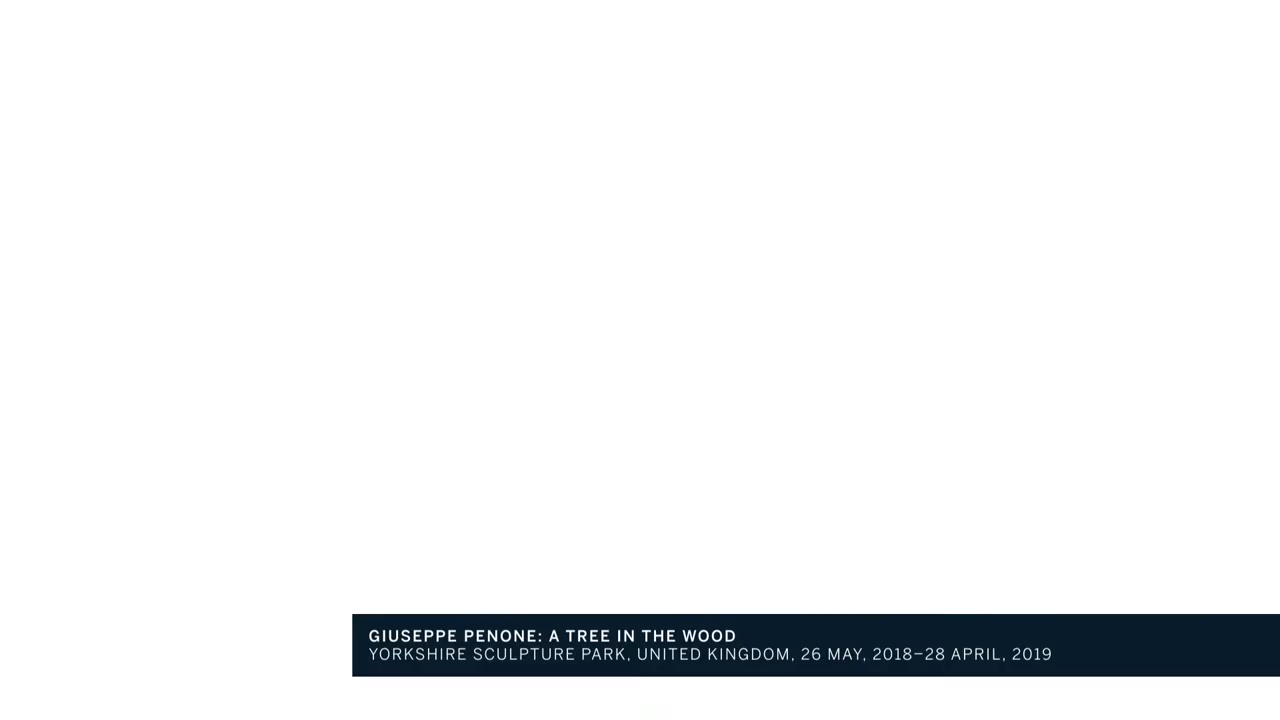 GIUSEPPE PENONE: A TREE IN THE WOOD
YORKSHIRE SCULPTURE PARK, UNITED KINGDOM, 26 MAY, 2018–28 APRIL, 2019